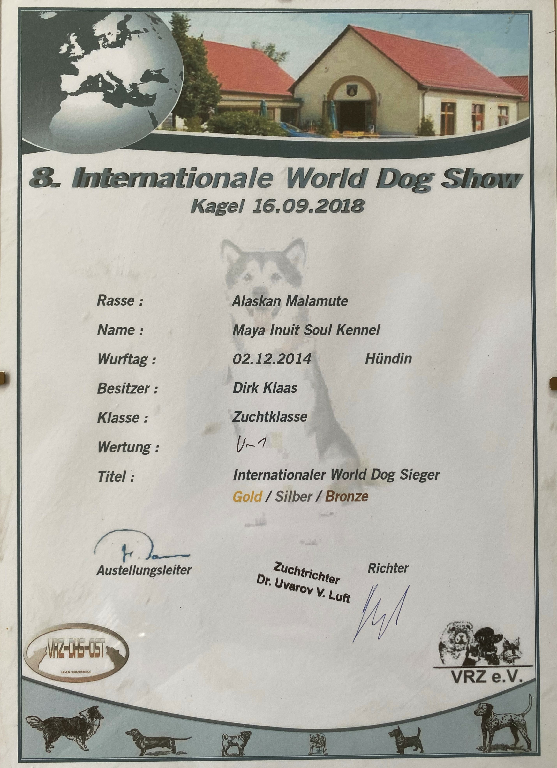 8. Internationale World Dog Show
Kagel 16.09.2018
Rasse : Alaskan Malamute
Name : Maya Inuit Soul Kennel
Wurftag : 02.12.2014 Hündin
Besitzer : Dirk Klaas
Klasse : Zuchtklasse
Wertung :
Titel : Internationaler World Dog Sieger
Gold / Silber / Bronze
Austellungsleiter
Zuchtrichter
Dr. Uvarov V. Luft
Richter
VRZ-DHS-OST
VRZ e.V.